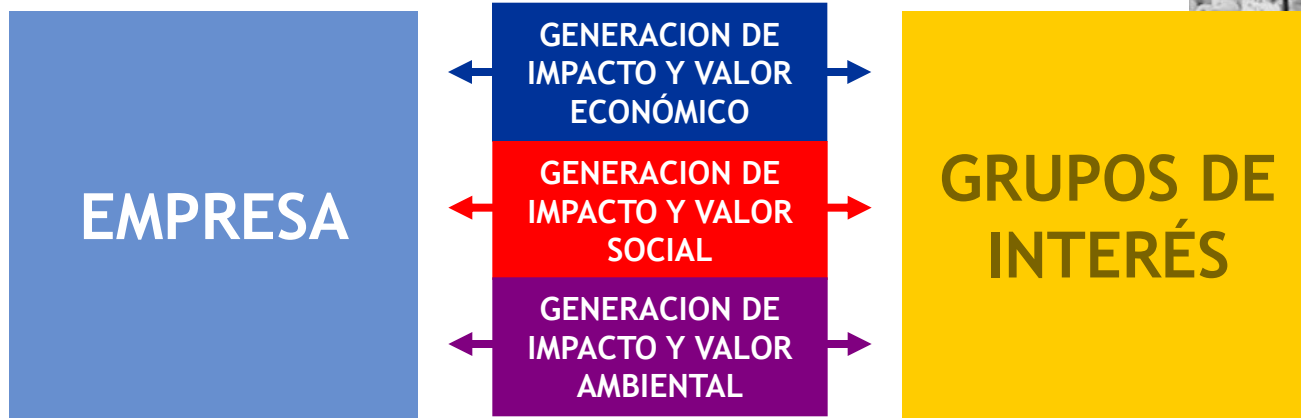 EMPRESA
GENERACION DE
IMPACTO Y VALOR
ECONÓMICO
GENERACION DE
IMPACTO Y VALOR
SOCIAL
GENERACION DE
IMPACTO Y VALOR
AMBIENTAL
GRUPOS DE
INTERÉS